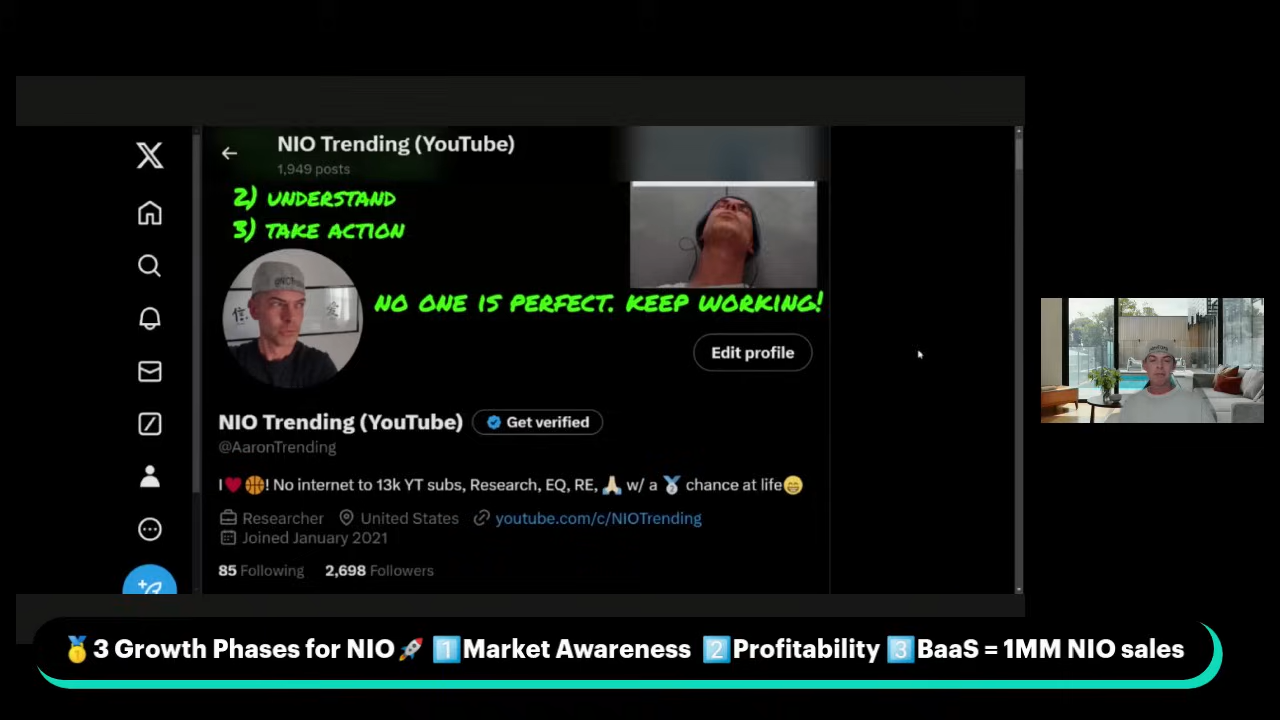 NIO Trending (YouTube)
1,949 posts
2) UNDERSTAND
3) TAKE ACTION
信 愛
NO ONE IS PERFECT. KEEP WORKING!
Edit profile
NIO Trending (YouTube) Get verified
@AaronTrending
I❤️🏀! No internet to 13k YT subs, Research, EQ, RE, 🙏🏻 w/ a 🥈 chance at life😁
Researcher United States youtube.com/c/NIOTrending
Joined January 2021
85 Following 2,698 Followers
🥇3 Growth Phases for NIO🚀 1️⃣Market Awareness 2️⃣Profitability 3️⃣BaaS = 1MM NIO sales